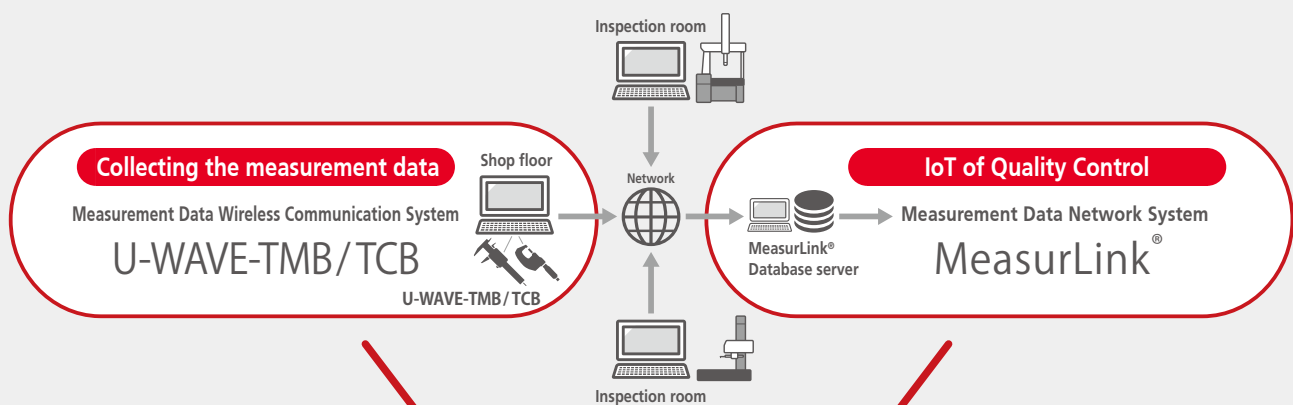 Inspection room
Collecting the measurement data
Shop floor
Measurement Data Wireless Communication System
U-WAVE-TMB/TCB
U-WAVE-TMB/TCB
Network
IoT of Quality Control
MeasurLink®
Database server
Measurement Data Network System
MeasurLink®
Inspection room